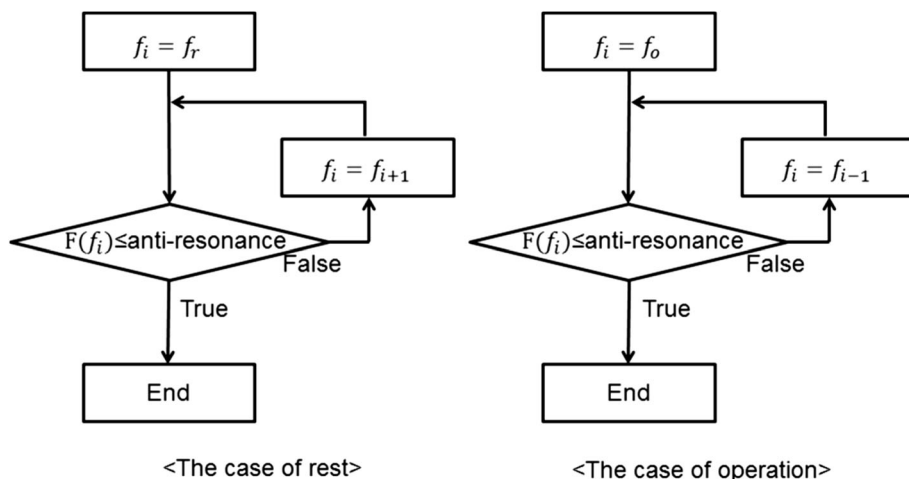 f_i = f_r
f_i = f_{i+1}
F(f_i)≤anti-resonance
False
True
End
<The case of rest>
f_i = f_o
f_i = f_{i-1}
F(f_i)≤anti-resonance
False
True
End
<The case of operation>